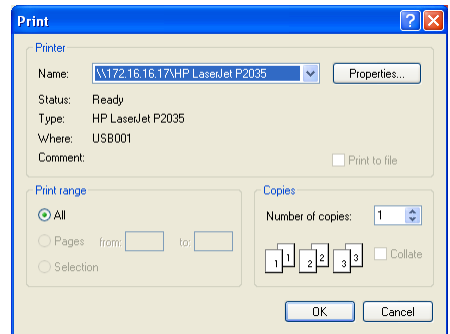 Print
Printer
Name: \\172.16.16.17\HP LaserJet P2035 Properties...
Status: Ready
Type: HP LaserJet P2035
Where: USB001
Comment: Print to file
Print range
All
Pages from: to:
Selection
Copies
Number of copies: 1
1 1 2 2 3 3 Collate
OK Cancel